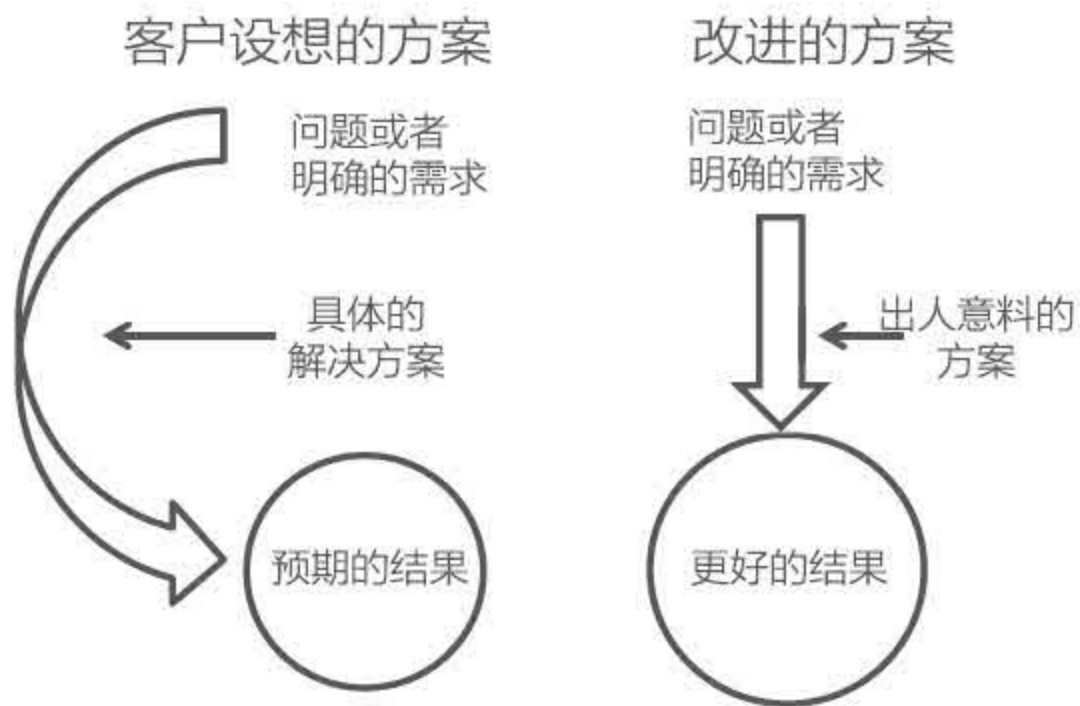 客户设想的方案
问题或者
明确的需求
具体的
解决方案
预期的结果
改进的方案
问题或者
明确的需求
出人意料的
方案
更好的结果